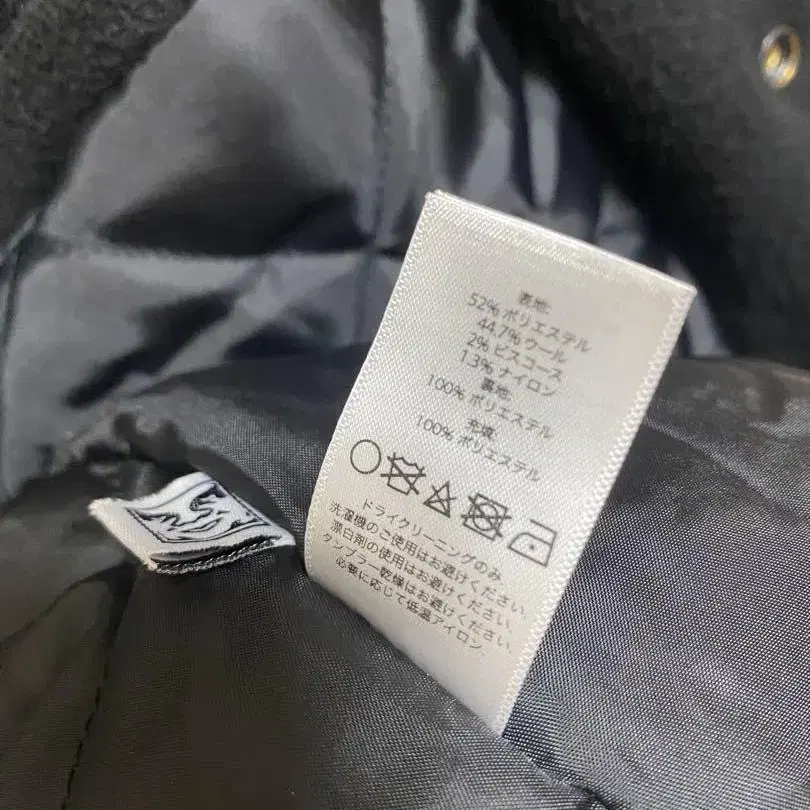 表地:
52% ポリエステル
44.7% ウール
2% ビスコース
1.3% ナイロン
裏地:
100% ポリエステル
充填:
100% ポリエステル
ドライクリーニングのみ
洗濯機のご使用はお避けください.
漂白剤の使用はお避けください.
タンブラー乾燥はお避けください.
必要に応じて低温アイロン.